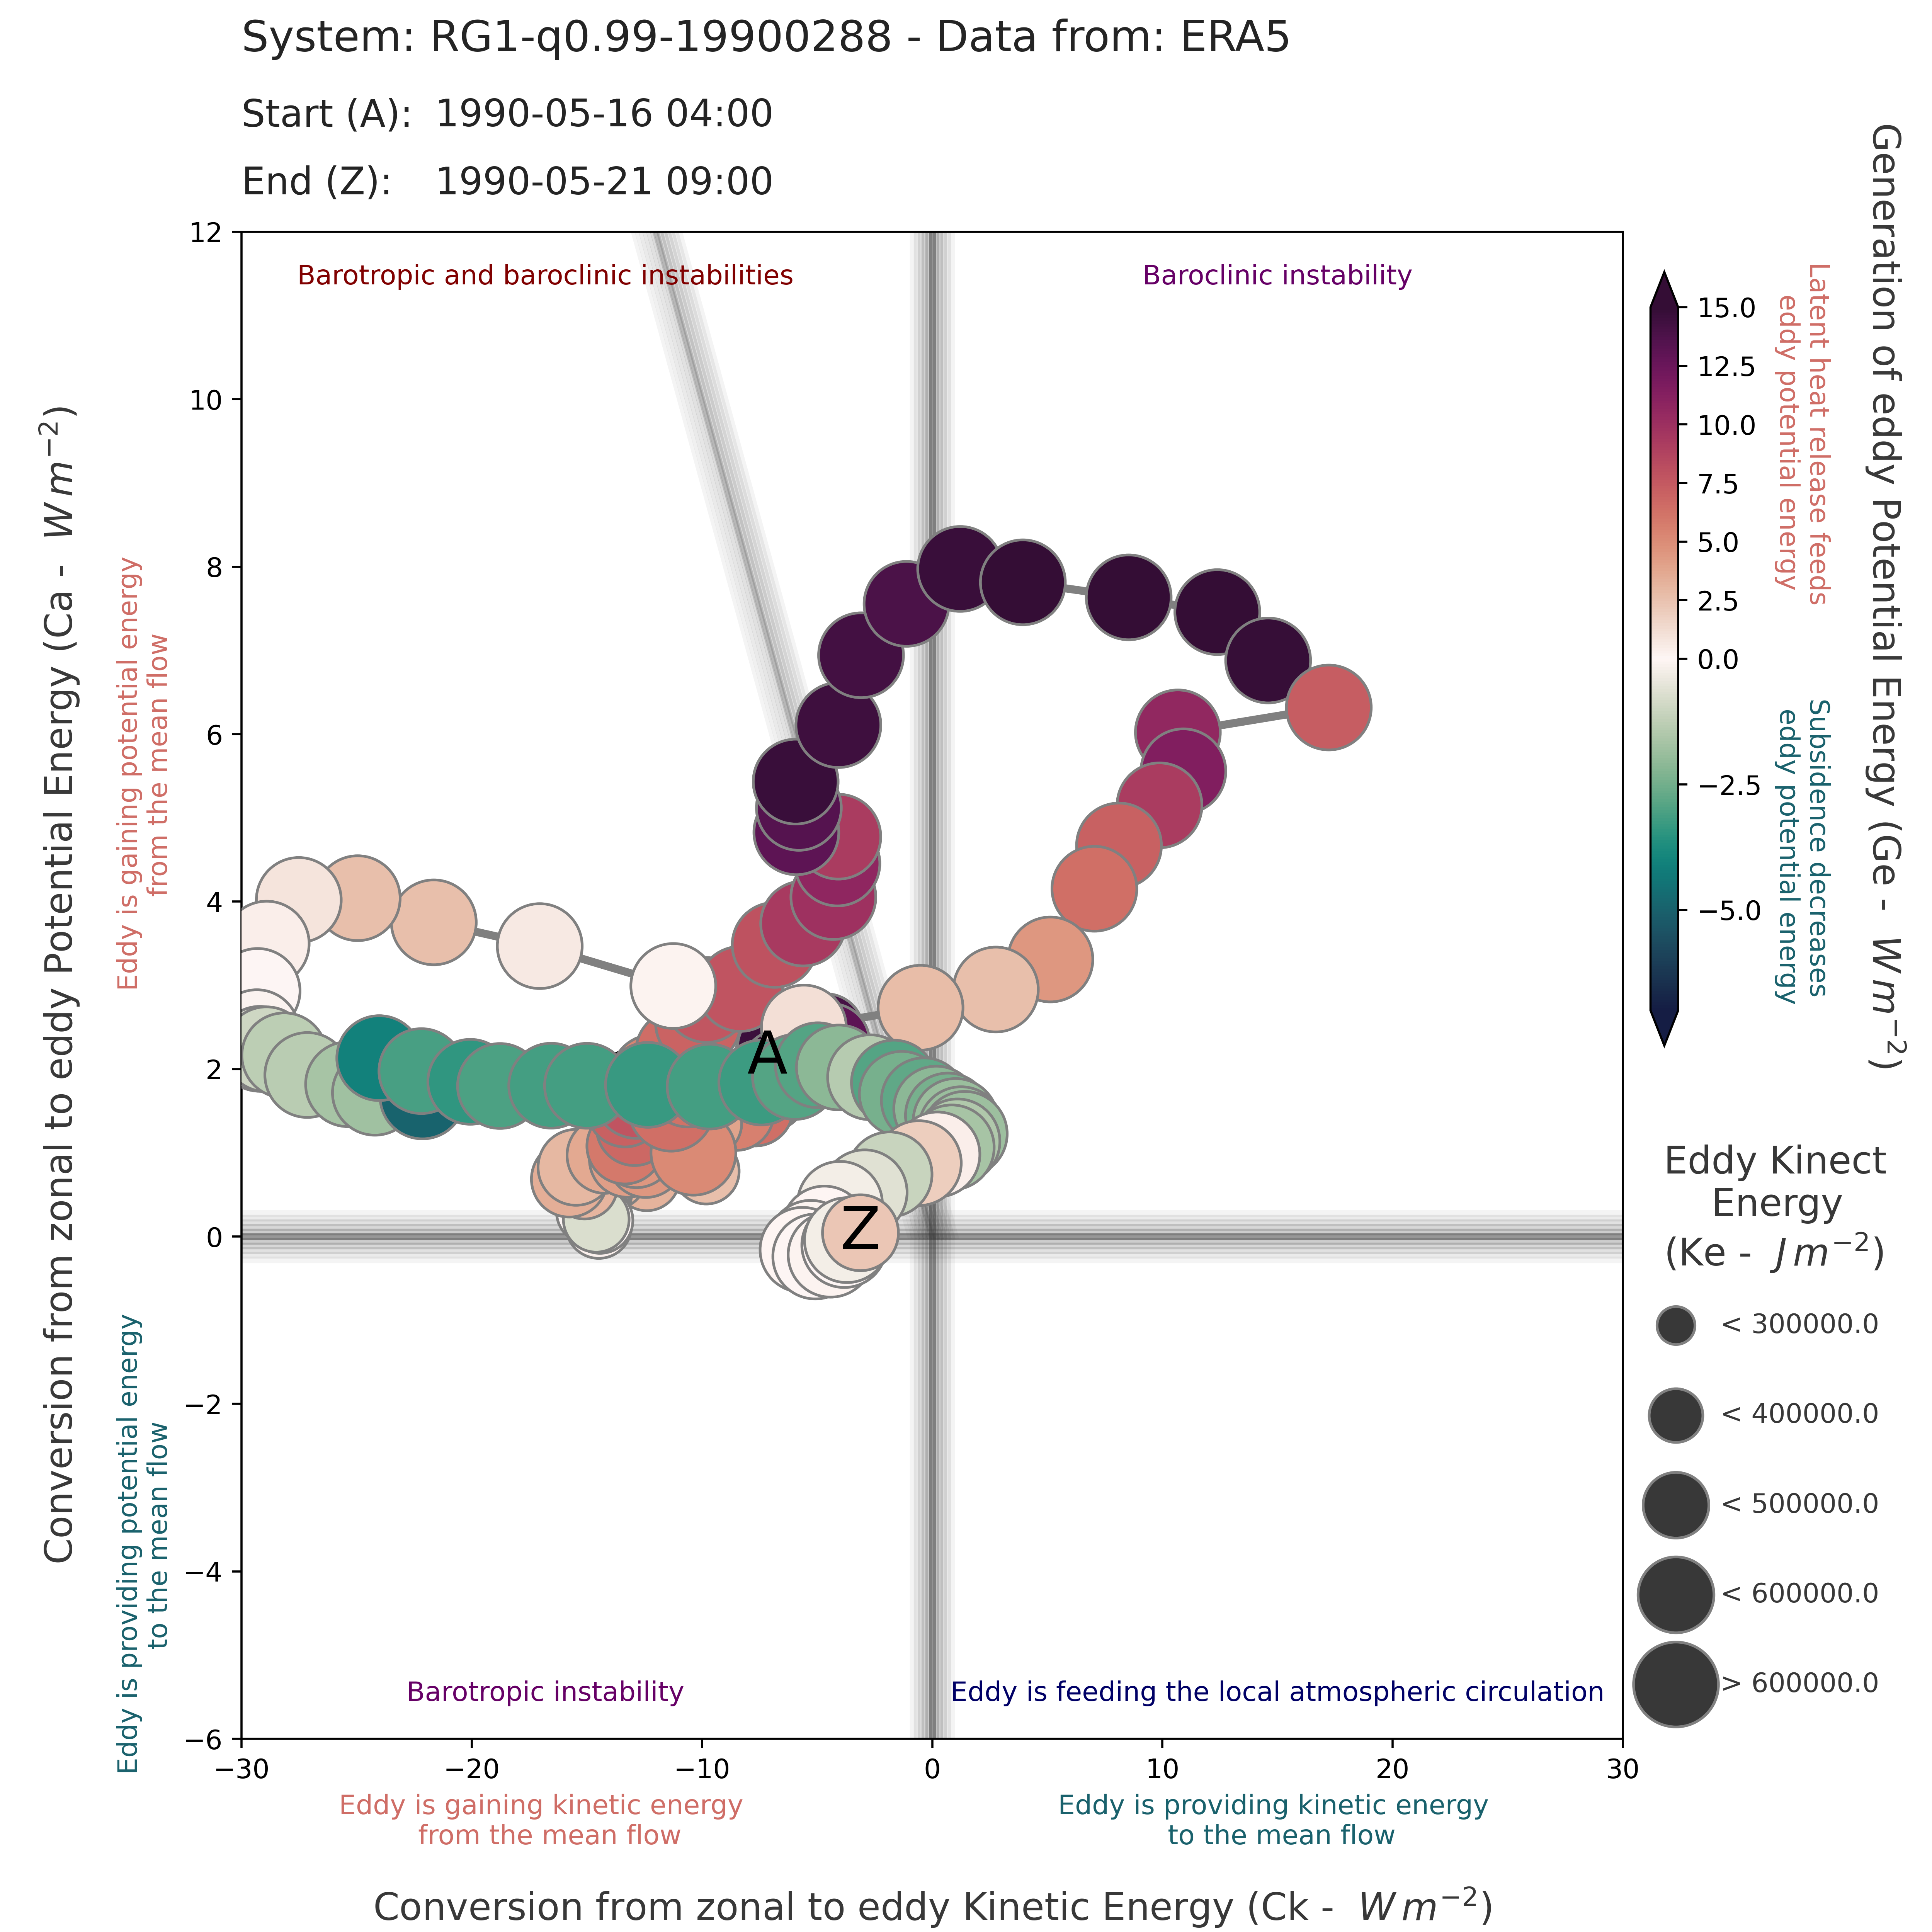 System: RG1-q0.99-19900288 - Data from: ERA5
Start (A): 1990-05-16 04:00
End (Z): 1990-05-21 09:00
Barotropic and baroclinic instabilities
Baroclinic instability
Barotropic instability
Eddy is feeding the local atmospheric circulation
A
Z
12
10
8
6
4
2
0
−2
−4
−6
−30
−20
−10
0
10
20
30
Conversion from zonal to eddy Potential Energy (Ca - W m⁻²)
Eddy is gaining potential energy
from the mean flow
Eddy is providing potential energy
to the mean flow
Eddy is gaining kinetic energy
from the mean flow
Eddy is providing kinetic energy
to the mean flow
Conversion from zonal to eddy Kinetic Energy (Ck - W m⁻²)
15.0
12.5
10.0
7.5
5.0
2.5
0.0
−2.5
−5.0
Latent heat release feeds
eddy potential energy
Subsidence decreases
eddy potential energy
Generation of eddy Potential Energy (Ge - W m⁻²)
Eddy Kinect
Energy
(Ke - J m⁻²)
< 300000.0
< 400000.0
< 500000.0
< 600000.0
> 600000.0